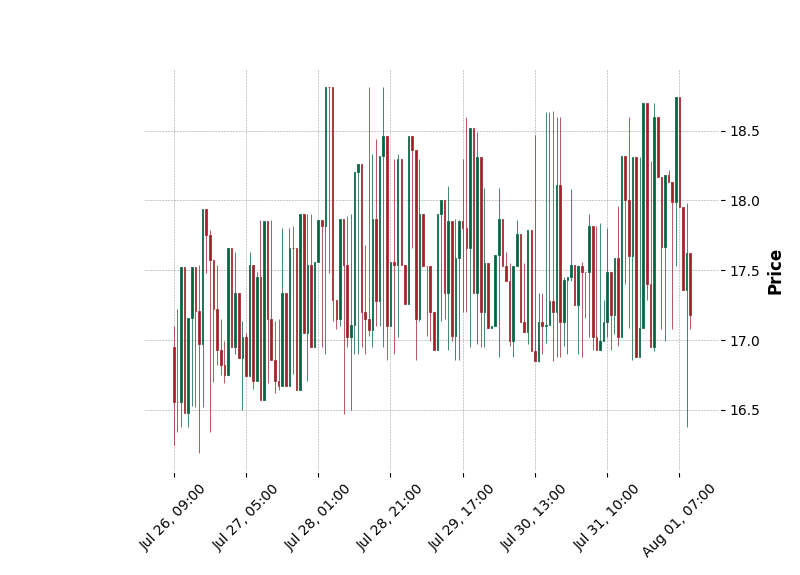 18.5
18.0
17.5
17.0
16.5
Price
Jul 26, 09:00
Jul 27, 05:00
Jul 28, 01:00
Jul 28, 21:00
Jul 29, 17:00
Jul 30, 13:00
Jul 31, 10:00
Aug 01, 07:00